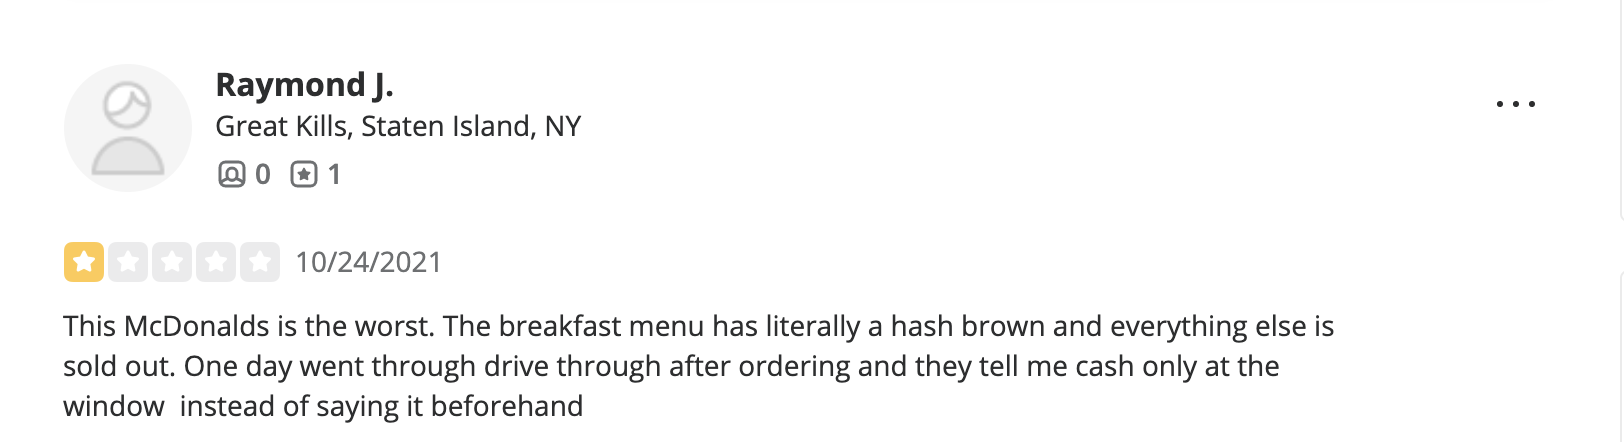 Raymond J.
Great Kills, Staten Island, NY
0 1
10/24/2021
This McDonalds is the worst. The breakfast menu has literally a hash brown and everything else is
sold out. One day went through drive through after ordering and they tell me cash only at the
window  instead of saying it beforehand